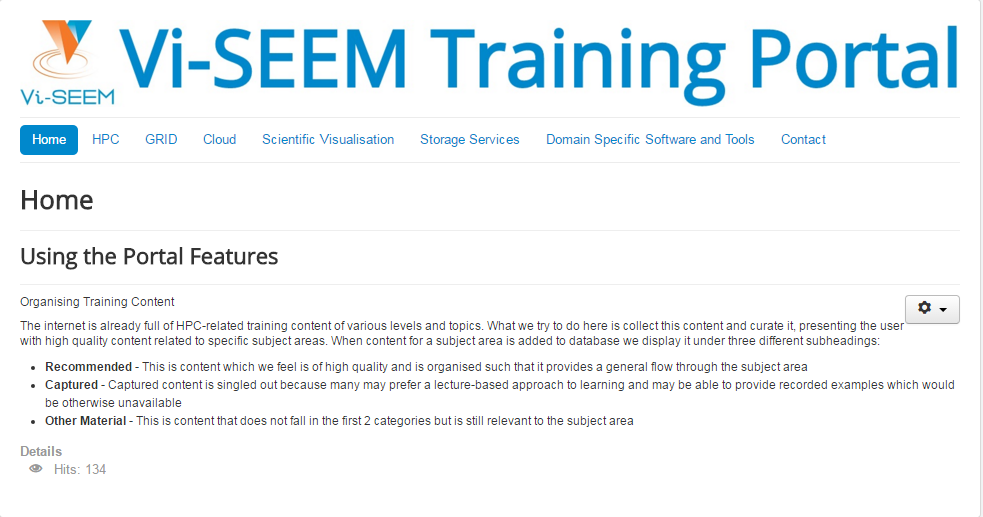 Vi-SEEM Training Portal
Vi-SEEM
Home HPC GRID Cloud Scientific Visualisation Storage Services Domain Specific Software and Tools Contact
Home
Using the Portal Features
Organising Training Content
The internet is already full of HPC-related training content of various levels and topics. What we try to do here is collect this content and curate it, presenting the user
with high quality content related to specific subject areas. When content for a subject area is added to database we display it under three different subheadings:
• Recommended - This is content which we feel is of high quality and is organised such that it provides a general flow through the subject area
• Captured - Captured content is singled out because many may prefer a lecture-based approach to learning and may be able to provide recorded examples which would
be otherwise unavailable
• Other Material - This is content that does not fall in the first 2 categories but is still relevant to the subject area
Details
Hits: 134